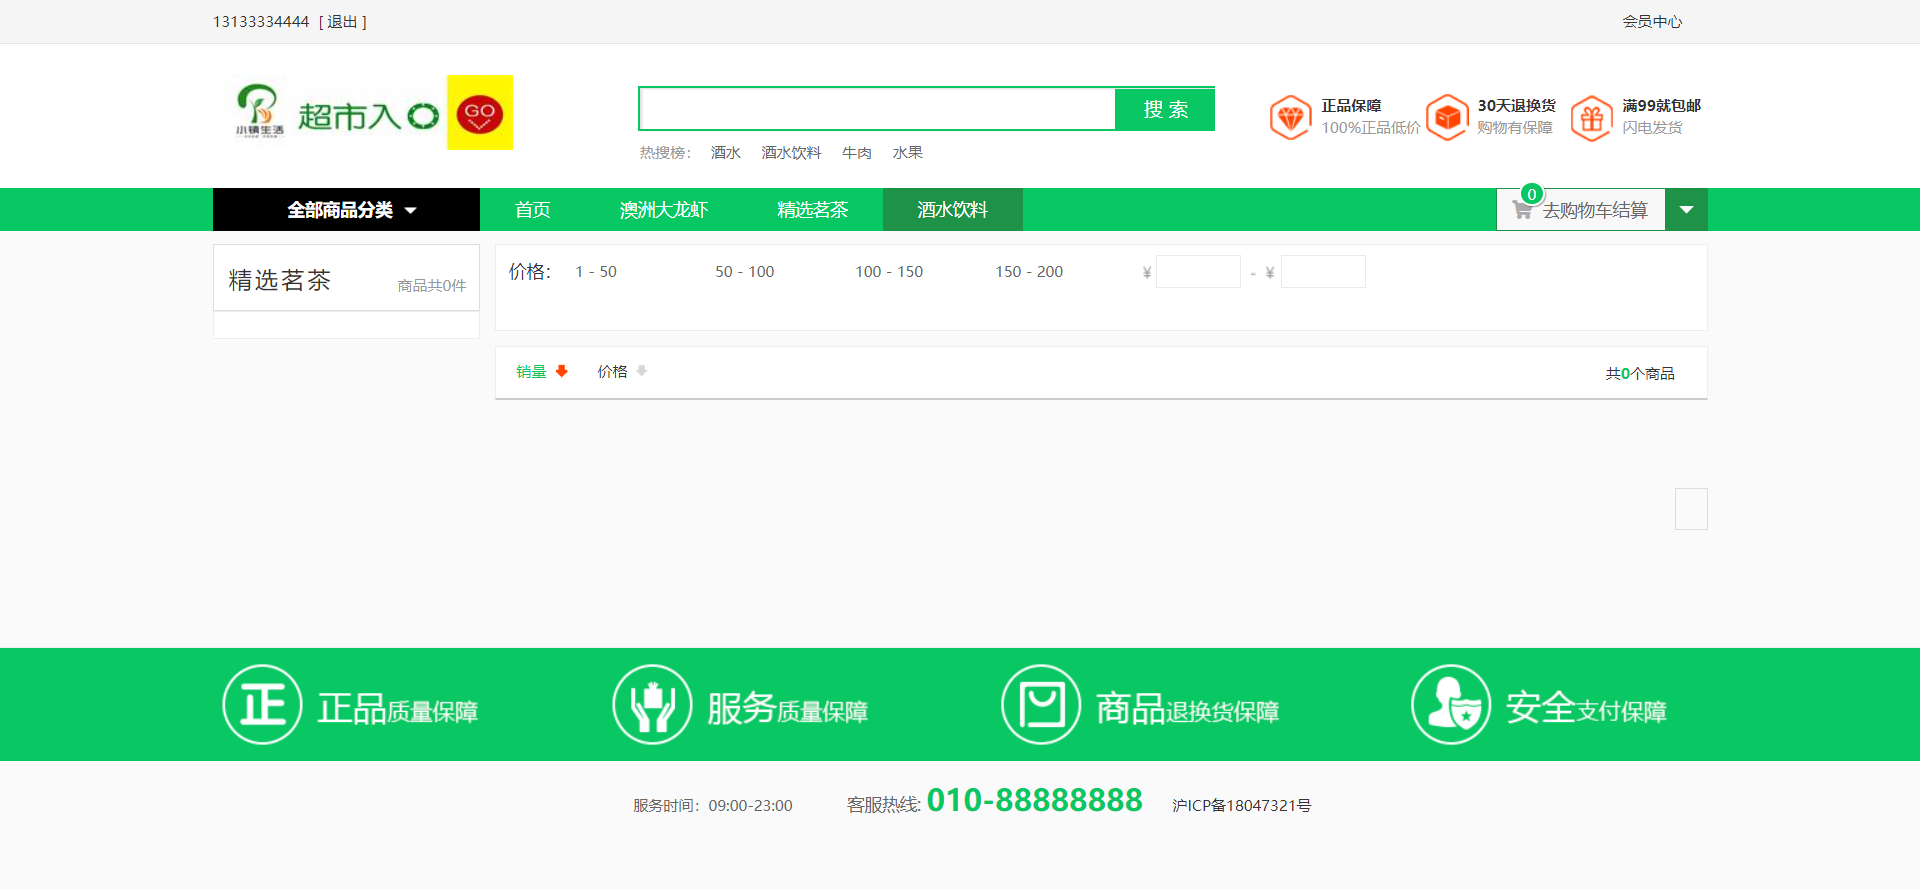 13133334444 [ 退出 ]
会员中心
小镇生活
超市入口
GO
搜 索
热搜榜： 酒水 酒水饮料 牛肉 水果
正品保障
100%正品低价
30天退换货
购物有保障
满99就包邮
闪电发货
全部商品分类
首页 澳洲大龙虾 精选茗茶 酒水饮料
0
去购物车结算
精选茗茶 商品共0件
价格： 1 - 50 50 - 100 100 - 150 150 - 200 ¥ - ¥
销量 价格 共0个商品
正 正品质量保障
服务质量保障
商品退换货保障
安全支付保障
服务时间：09:00-23:00 客服热线: 010-88888888 沪ICP备18047321号